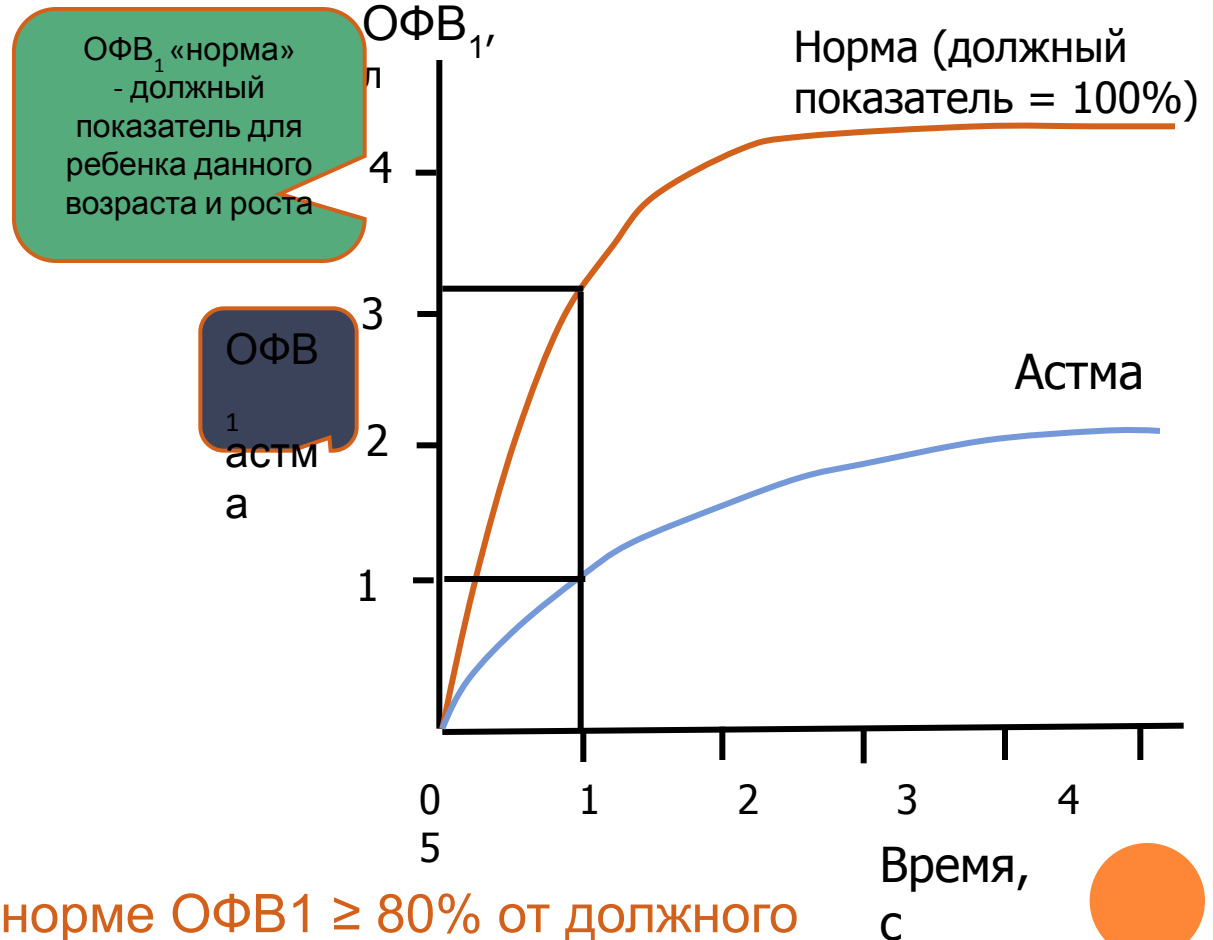 ОФВ1 «норма»
- должный
показатель для
ребенка данного
возраста и роста
ОФВ1,
л
Норма (должный
показатель = 100%)
4
3
ОФВ
1
астм
а
Астма
2
1
0 1 2 3 4
5
Время,
с
норме ОФВ1 ≥ 80% от должного